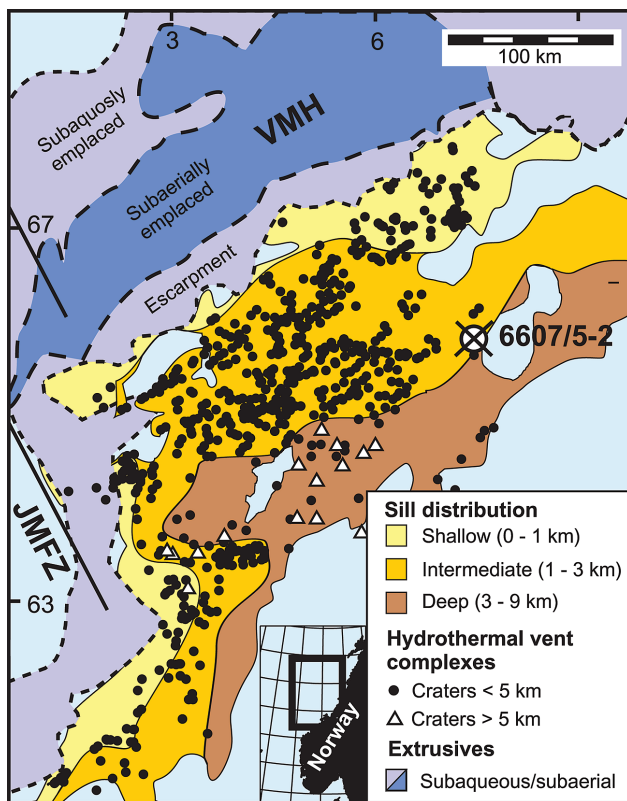 3
6
100 km
Subaquosly
emplaced
VMH
Subaerially
emplaced
67
Escarpment
6607/5-2
JMFZ
63
Sill distribution
Shallow (0 - 1 km)
Intermediate (1 - 3 km)
Deep (3 - 9 km)
Hydrothermal vent
complexes
Craters < 5 km
Craters > 5 km
Extrusives
Subaqueous/subaerial
Norway